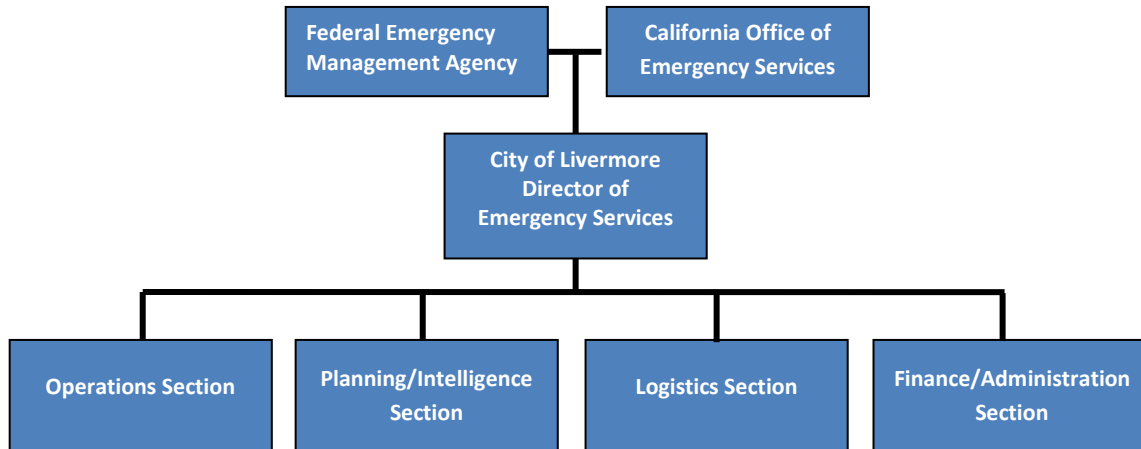 Federal Emergency
Management Agency
California Office of
Emergency Services
City of Livermore
Director of
Emergency Services
Operations Section
Planning/Intelligence
Section
Logistics Section
Finance/Administration
Section